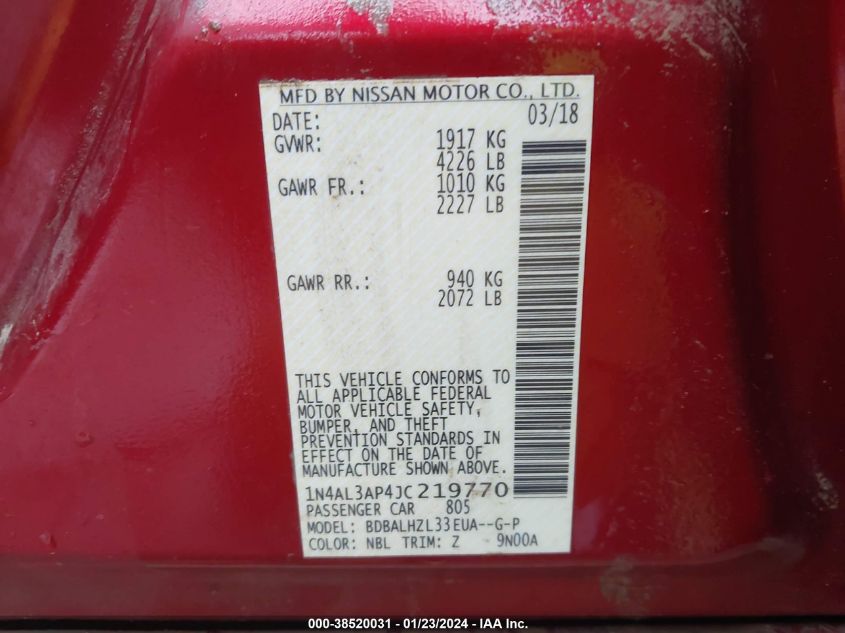 MFD BY NISSAN MOTOR CO., LTD.
DATE: 03/18
GVWR: 1917 KG
4226 LB
GAWR FR.: 1010 KG
2227 LB
GAWR RR.: 940 KG
2072 LB
THIS VEHICLE CONFORMS TO
ALL APPLICABLE FEDERAL
MOTOR VEHICLE SAFETY,
BUMPER, AND THEFT
PREVENTION STANDARDS IN
EFFECT ON THE DATE OF
MANUFACTURE SHOWN ABOVE.
1N4AL3AP4JC219770
PASSENGER CAR 805
MODEL: BDBALHZL33EUA--G-P
COLOR: NBL TRIM: Z 9N00A
000-38520031 - 01/23/2024 - IAA Inc.